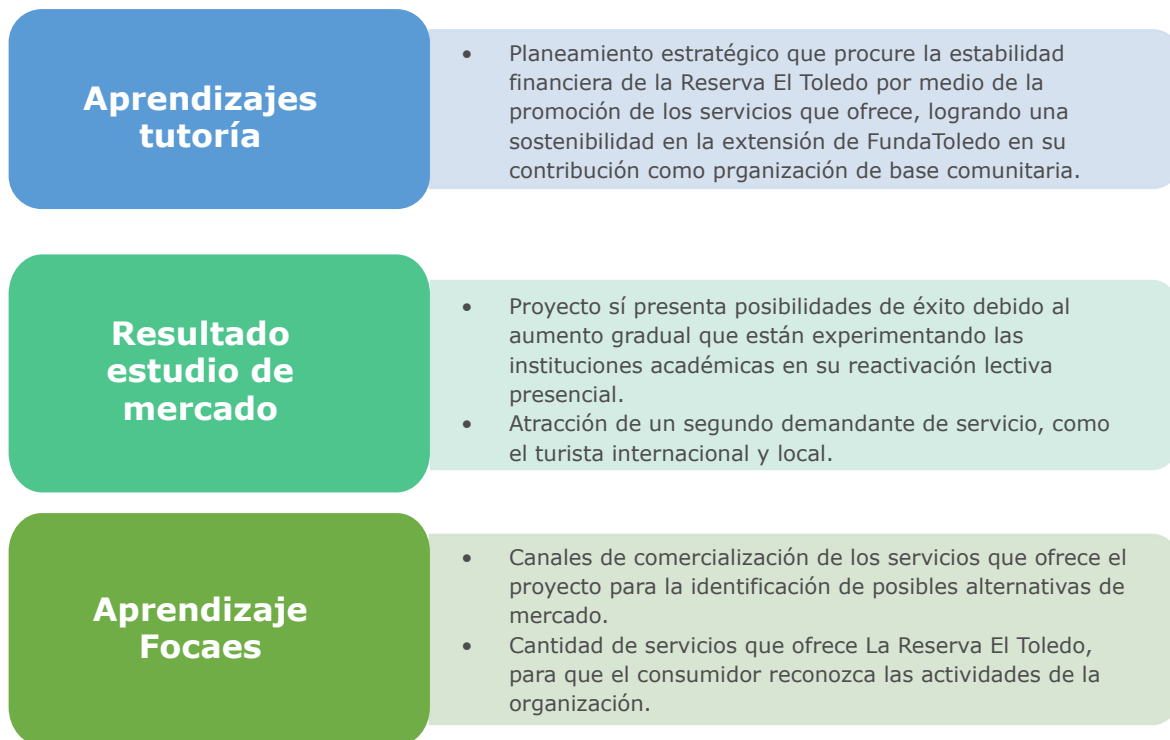 Aprendizajes
tutoría
• Planeamiento estratégico que procure la estabilidad
financiera de la Reserva El Toledo por medio de la
promoción de los servicios que ofrece, logrando una
sostenibilidad en la extensión de FundaToledo en su
contribución como prganización de base comunitaria.
Resultado
estudio de
mercado
• Proyecto sí presenta posibilidades de éxito debido al
aumento gradual que están experimentando las
instituciones académicas en su reactivación lectiva
presencial.
• Atracción de un segundo demandante de servicio, como
el turista internacional y local.
Aprendizaje
Focaes
• Canales de comercialización de los servicios que ofrece el
proyecto para la identificación de posibles alternativas de
mercado.
• Cantidad de servicios que ofrece La Reserva El Toledo,
para que el consumidor reconozca las actividades de la
organización.